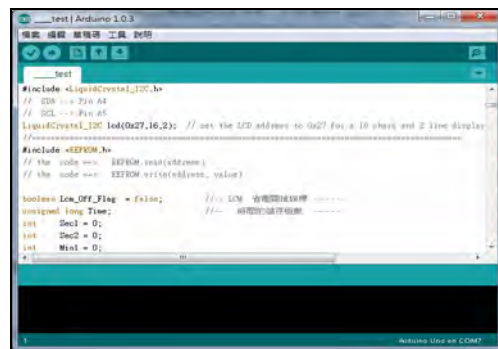 ___test | Arduino 1.0.3
檔案 編輯 草稿碼 工具 說明
___test
#include <LiquidCrystal_I2C.h>
// SDA --> Pin A4
// SCL --> Pin A5
LiquidCrystal_I2C lcd(0x27,16,2); // set the LCD address to 0x27 for a 16 chars and 2 line display
#include <EEPROM.h>
// the code ==> EEPROM.read(address)
// the code ==> EEPROM.write(address, value)
boolean Lcm_Off_Flag = false; //-- LCM
unsigned long Time; //--
int Sec1 = 0;
int Sec2 = 0;
int Min1 = 0;
1
Arduino Uno on COM7